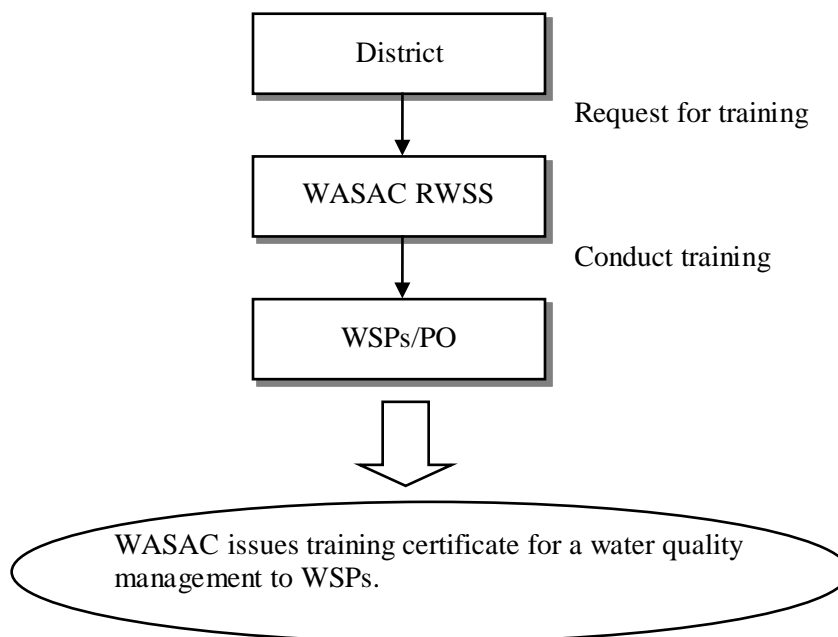 District
Request for training
WASAC RWSS
Conduct training
WSPs/PO
WASAC issues training certificate for a water quality
management to WSPs.